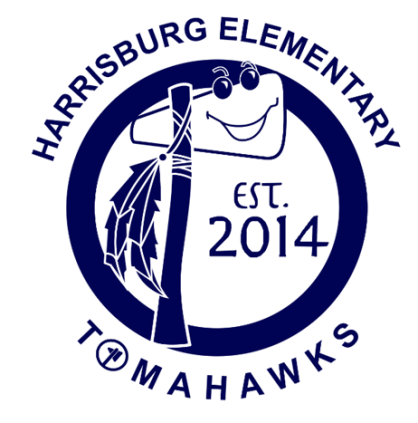 HARRISBURG ELEMENTARY
EST.
2014
TOMAHAWKS